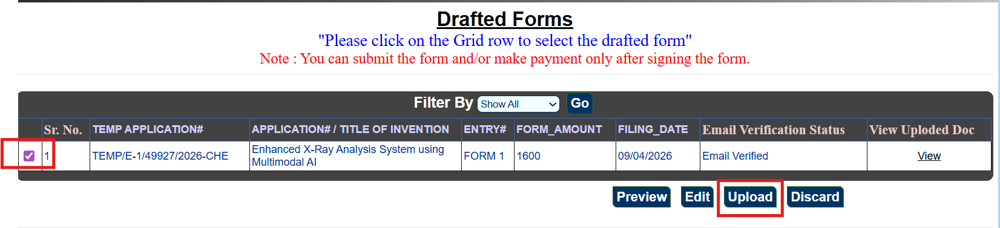 Drafted Forms
"Please click on the Grid row to select the drafted form"
Note : You can submit the form and/or make payment only after signing the form.
Filter By Show All Go
Sr. No. TEMP APPLICATION# APPLICATION# / TITLE OF INVENTION ENTRY# FORM_AMOUNT FILING_DATE Email Verification Status View Uploded Doc
1 TEMP/E-1/49927/2026-CHE Enhanced X-Ray Analysis System using FORM 1 1600 09/04/2026 Email Verified View
Multimodal AI
Preview Edit Upload Discard